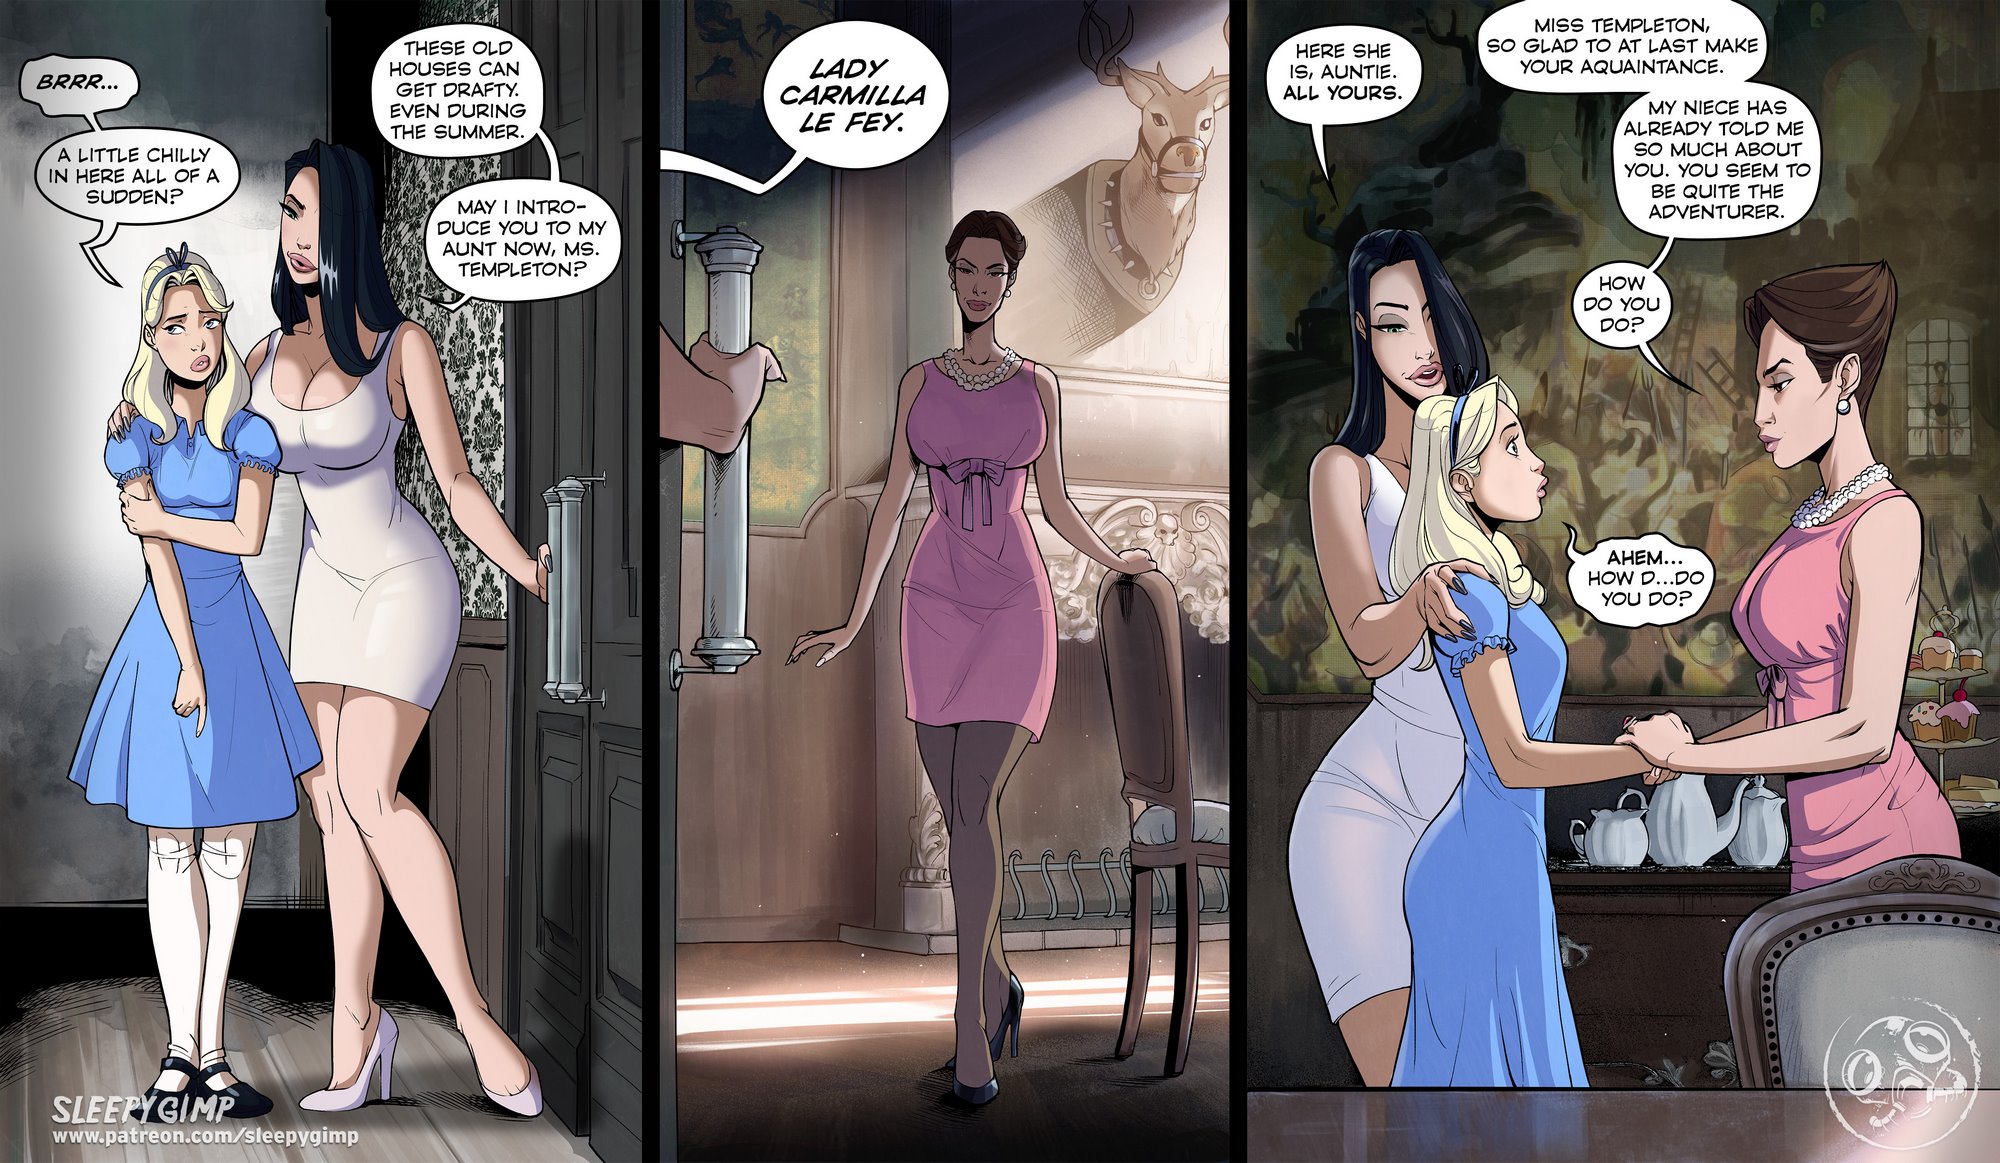 BRRR...
A LITTLE CHILLY
IN HERE ALL OF A
SUDDEN?
THESE OLD
HOUSES CAN
GET DRAFTY.
EVEN DURING
THE SUMMER.
MAY I INTRO-
DUCE YOU TO MY
AUNT NOW, MS.
TEMPLETON?
LADY
CARMILLA
LE FEY.
HERE SHE
IS, AUNTIE.
ALL YOURS.
MISS TEMPLETON,
SO GLAD TO AT LAST MAKE
YOUR AQUAINTANCE.
MY NIECE HAS
ALREADY TOLD ME
SO MUCH ABOUT
YOU. YOU SEEM TO
BE QUITE THE
ADVENTURER.
HOW
DO YOU
DO?
AHEM...
HOW D...DO
YOU DO?
SLEEPYGIMP
www.patreon.com/sleepygimp